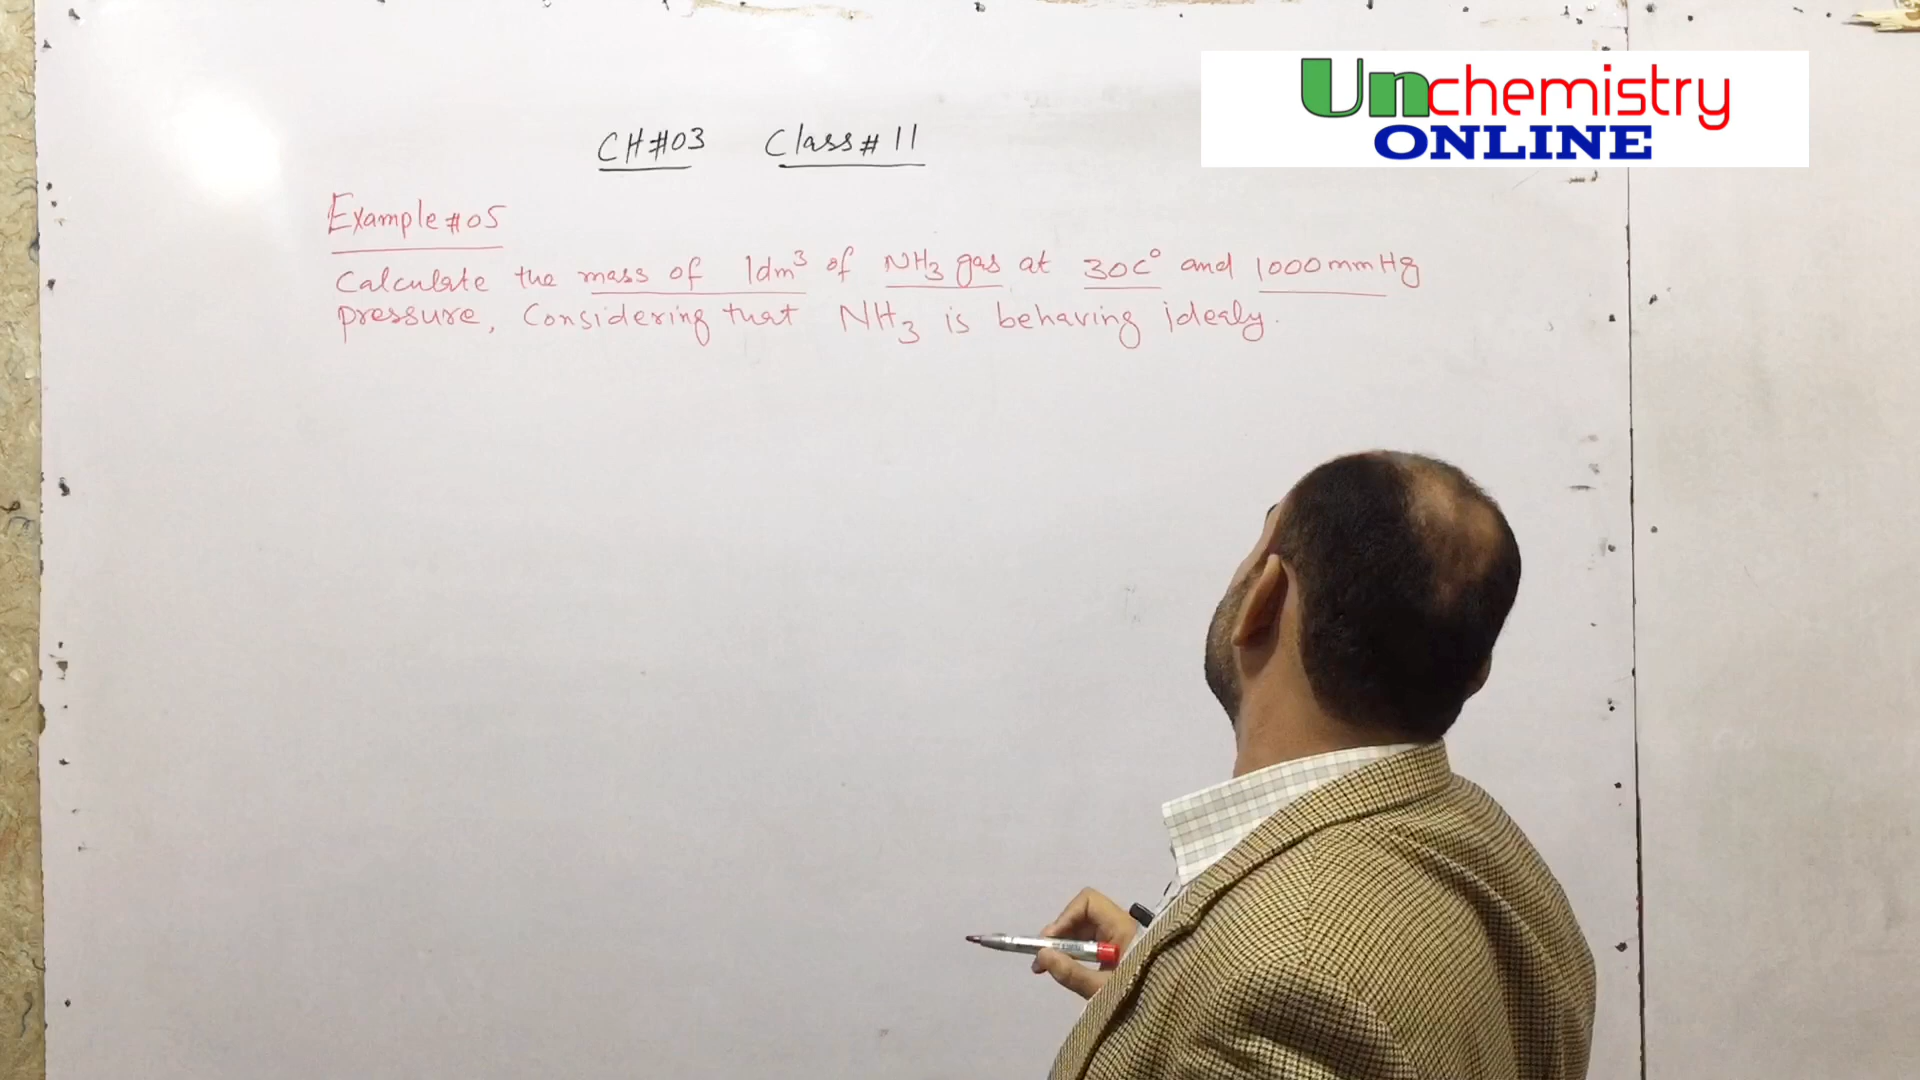 Unchemistry
ONLINE
CH#03 Class# 11
Example#05
Calculate the mass of 1dm³ of NH3 gas at 30C° and 1000mmHg
pressure, Considering that NH3 is behaving idealy.